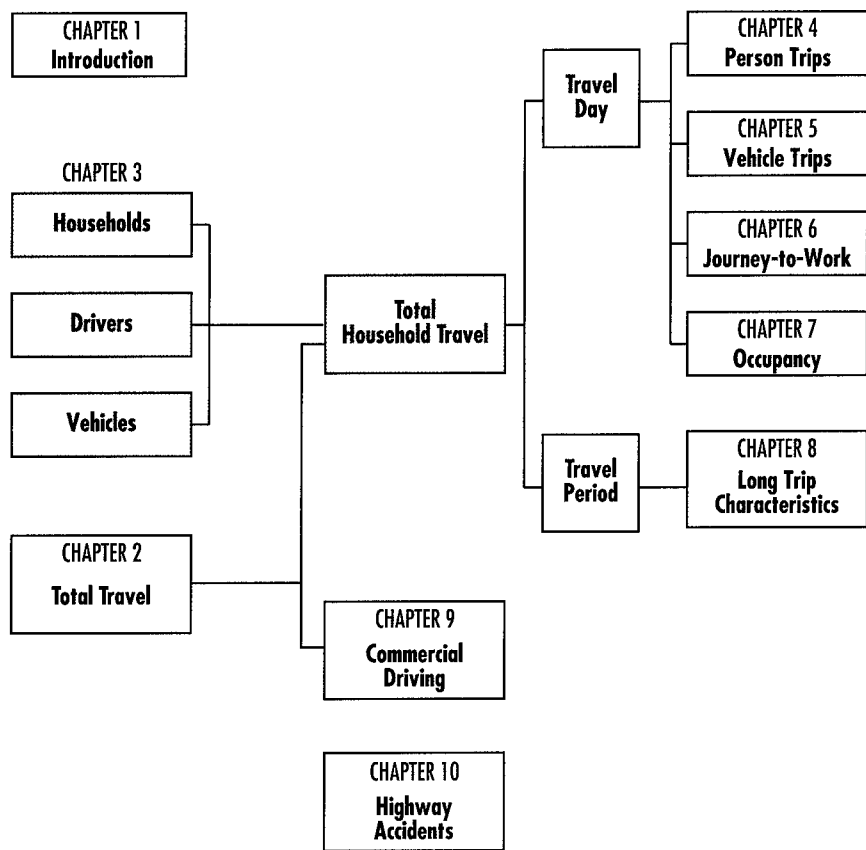 CHAPTER 1
Introduction
CHAPTER 3
Households
Drivers
Vehicles
CHAPTER 2
Total Travel
Total
Household Travel
CHAPTER 9
Commercial
Driving
CHAPTER 10
Highway
Accidents
Travel
Day
Travel
Period
CHAPTER 4
Person Trips
CHAPTER 5
Vehicle Trips
CHAPTER 6
Journey-to-Work
CHAPTER 7
Occupancy
CHAPTER 8
Long Trip
Characteristics